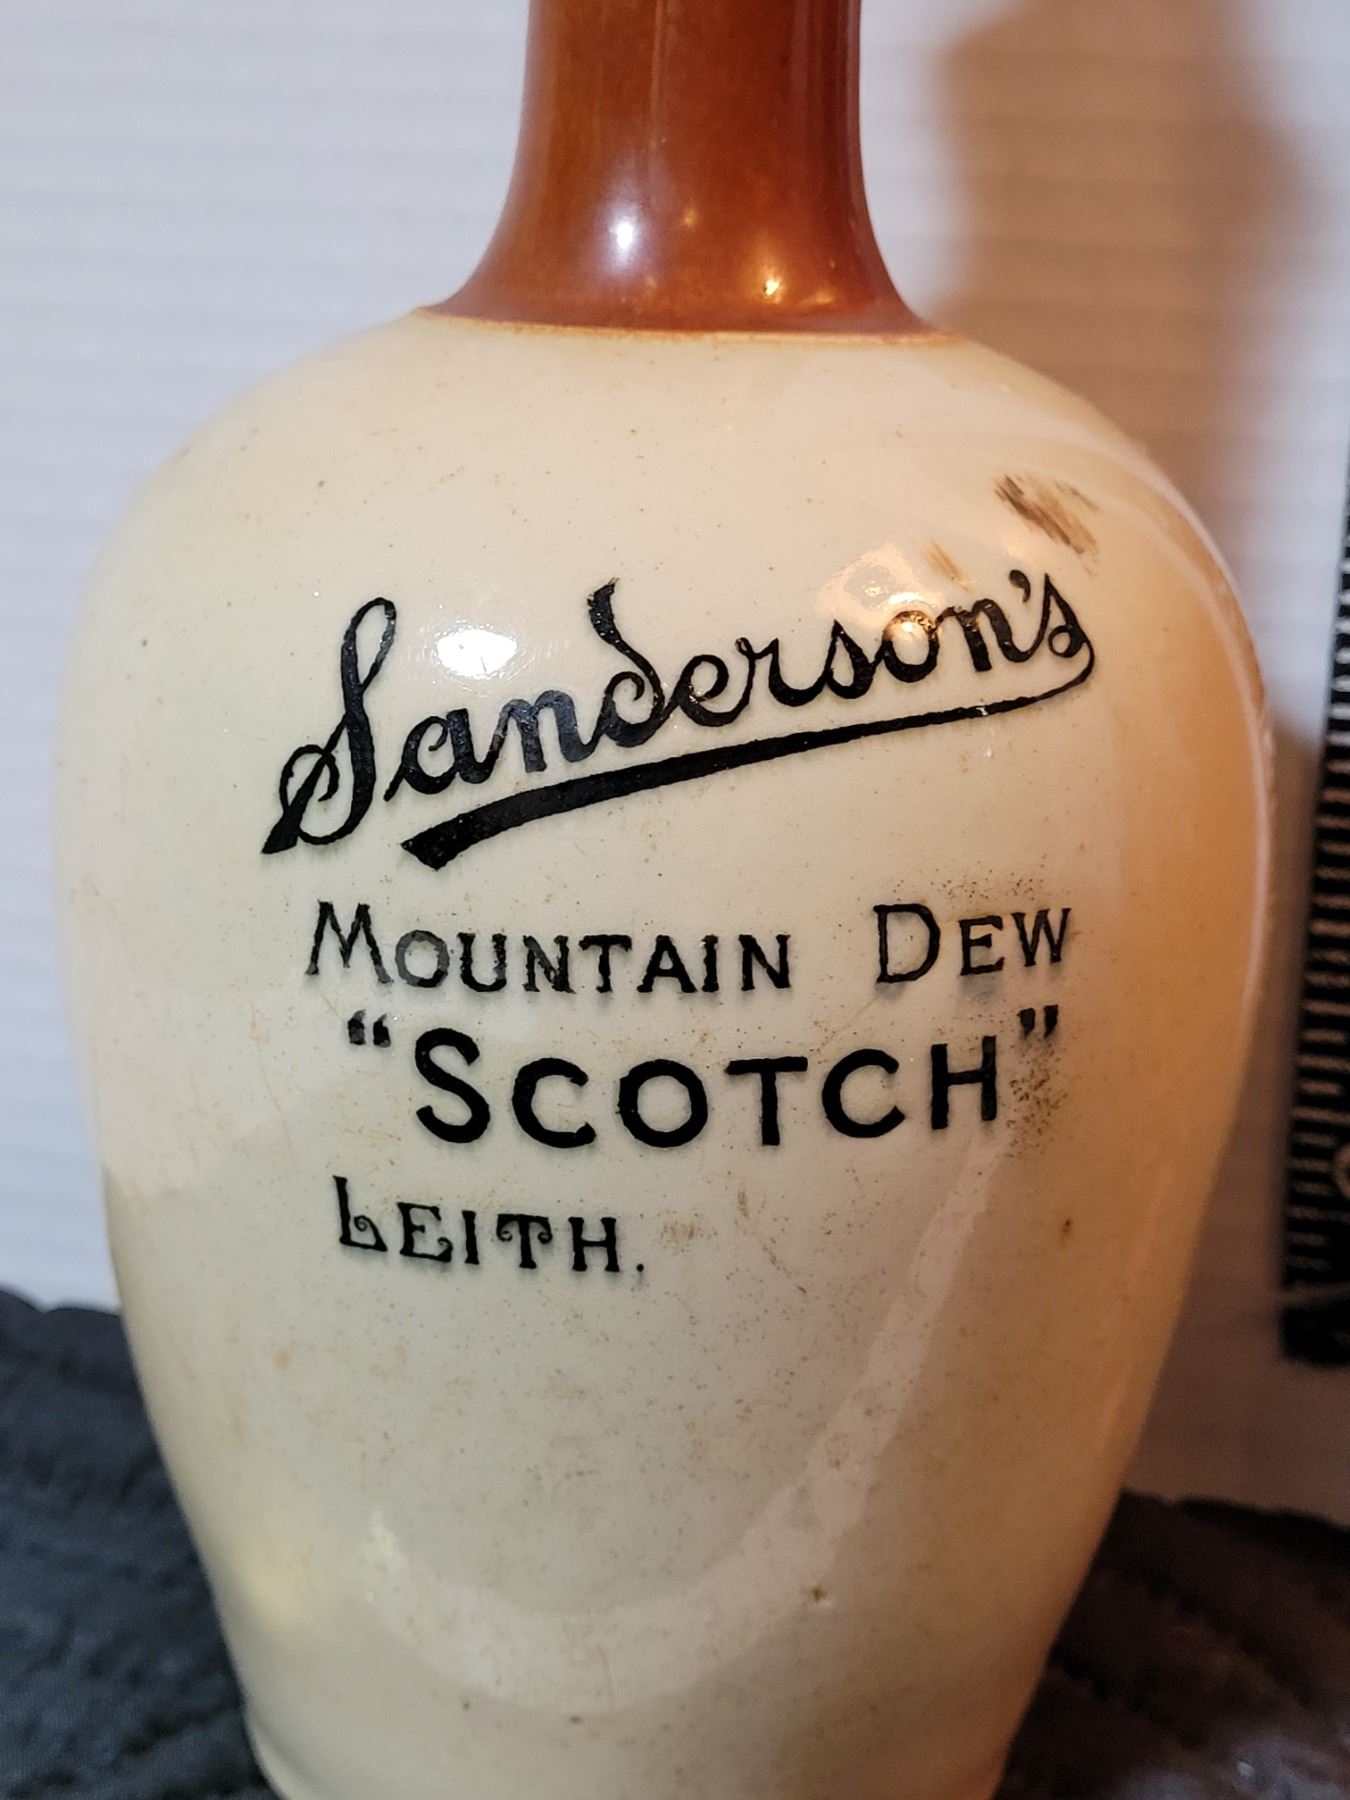 Sanderson's
MOUNTAIN DEW
"SCOTCH"
LEITH.